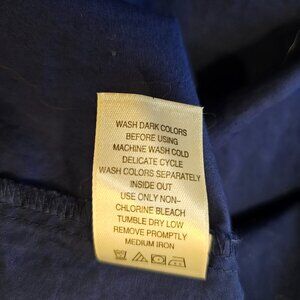 WASH DARK COLORS
BEFORE USING
MACHINE WASH COLD
DELICATE CYCLE
WASH COLORS SEPARATELY
INSIDE OUT
USE ONLY NON-
CHLORINE BLEACH
TUMBLE DRY LOW
REMOVE PROMPTLY
MEDIUM IRON